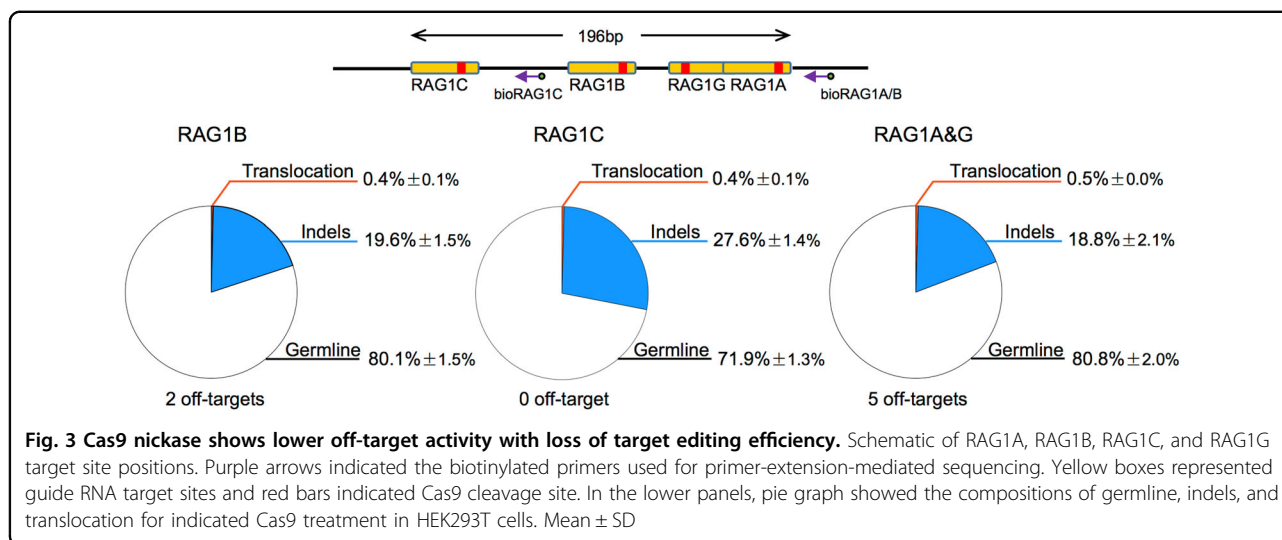 196bp
RAG1C
bioRAG1C
RAG1B
RAG1G RAG1A
bioRAG1A/B
RAG1B
Translocation 0.4%±0.1%
Indels 19.6%±1.5%
Germline 80.1%±1.5%
2 off-targets
RAG1C
Translocation 0.4%±0.1%
Indels 27.6%±1.4%
Germline 71.9%±1.3%
0 off-target
RAG1A&G
Translocation 0.5%±0.0%
Indels 18.8%±2.1%
Germline 80.8%±2.0%
5 off-targets
Fig. 3 Cas9 nickase shows lower off-target activity with loss of target editing efficiency. Schematic of RAG1A, RAG1B, RAG1C, and RAG1G
target site positions. Purple arrows indicated the biotinylated primers used for primer-extension-mediated sequencing. Yellow boxes represented
guide RNA target sites and red bars indicated Cas9 cleavage site. In the lower panels, pie graph showed the compositions of germline, indels, and
translocation for indicated Cas9 treatment in HEK293T cells. Mean ± SD